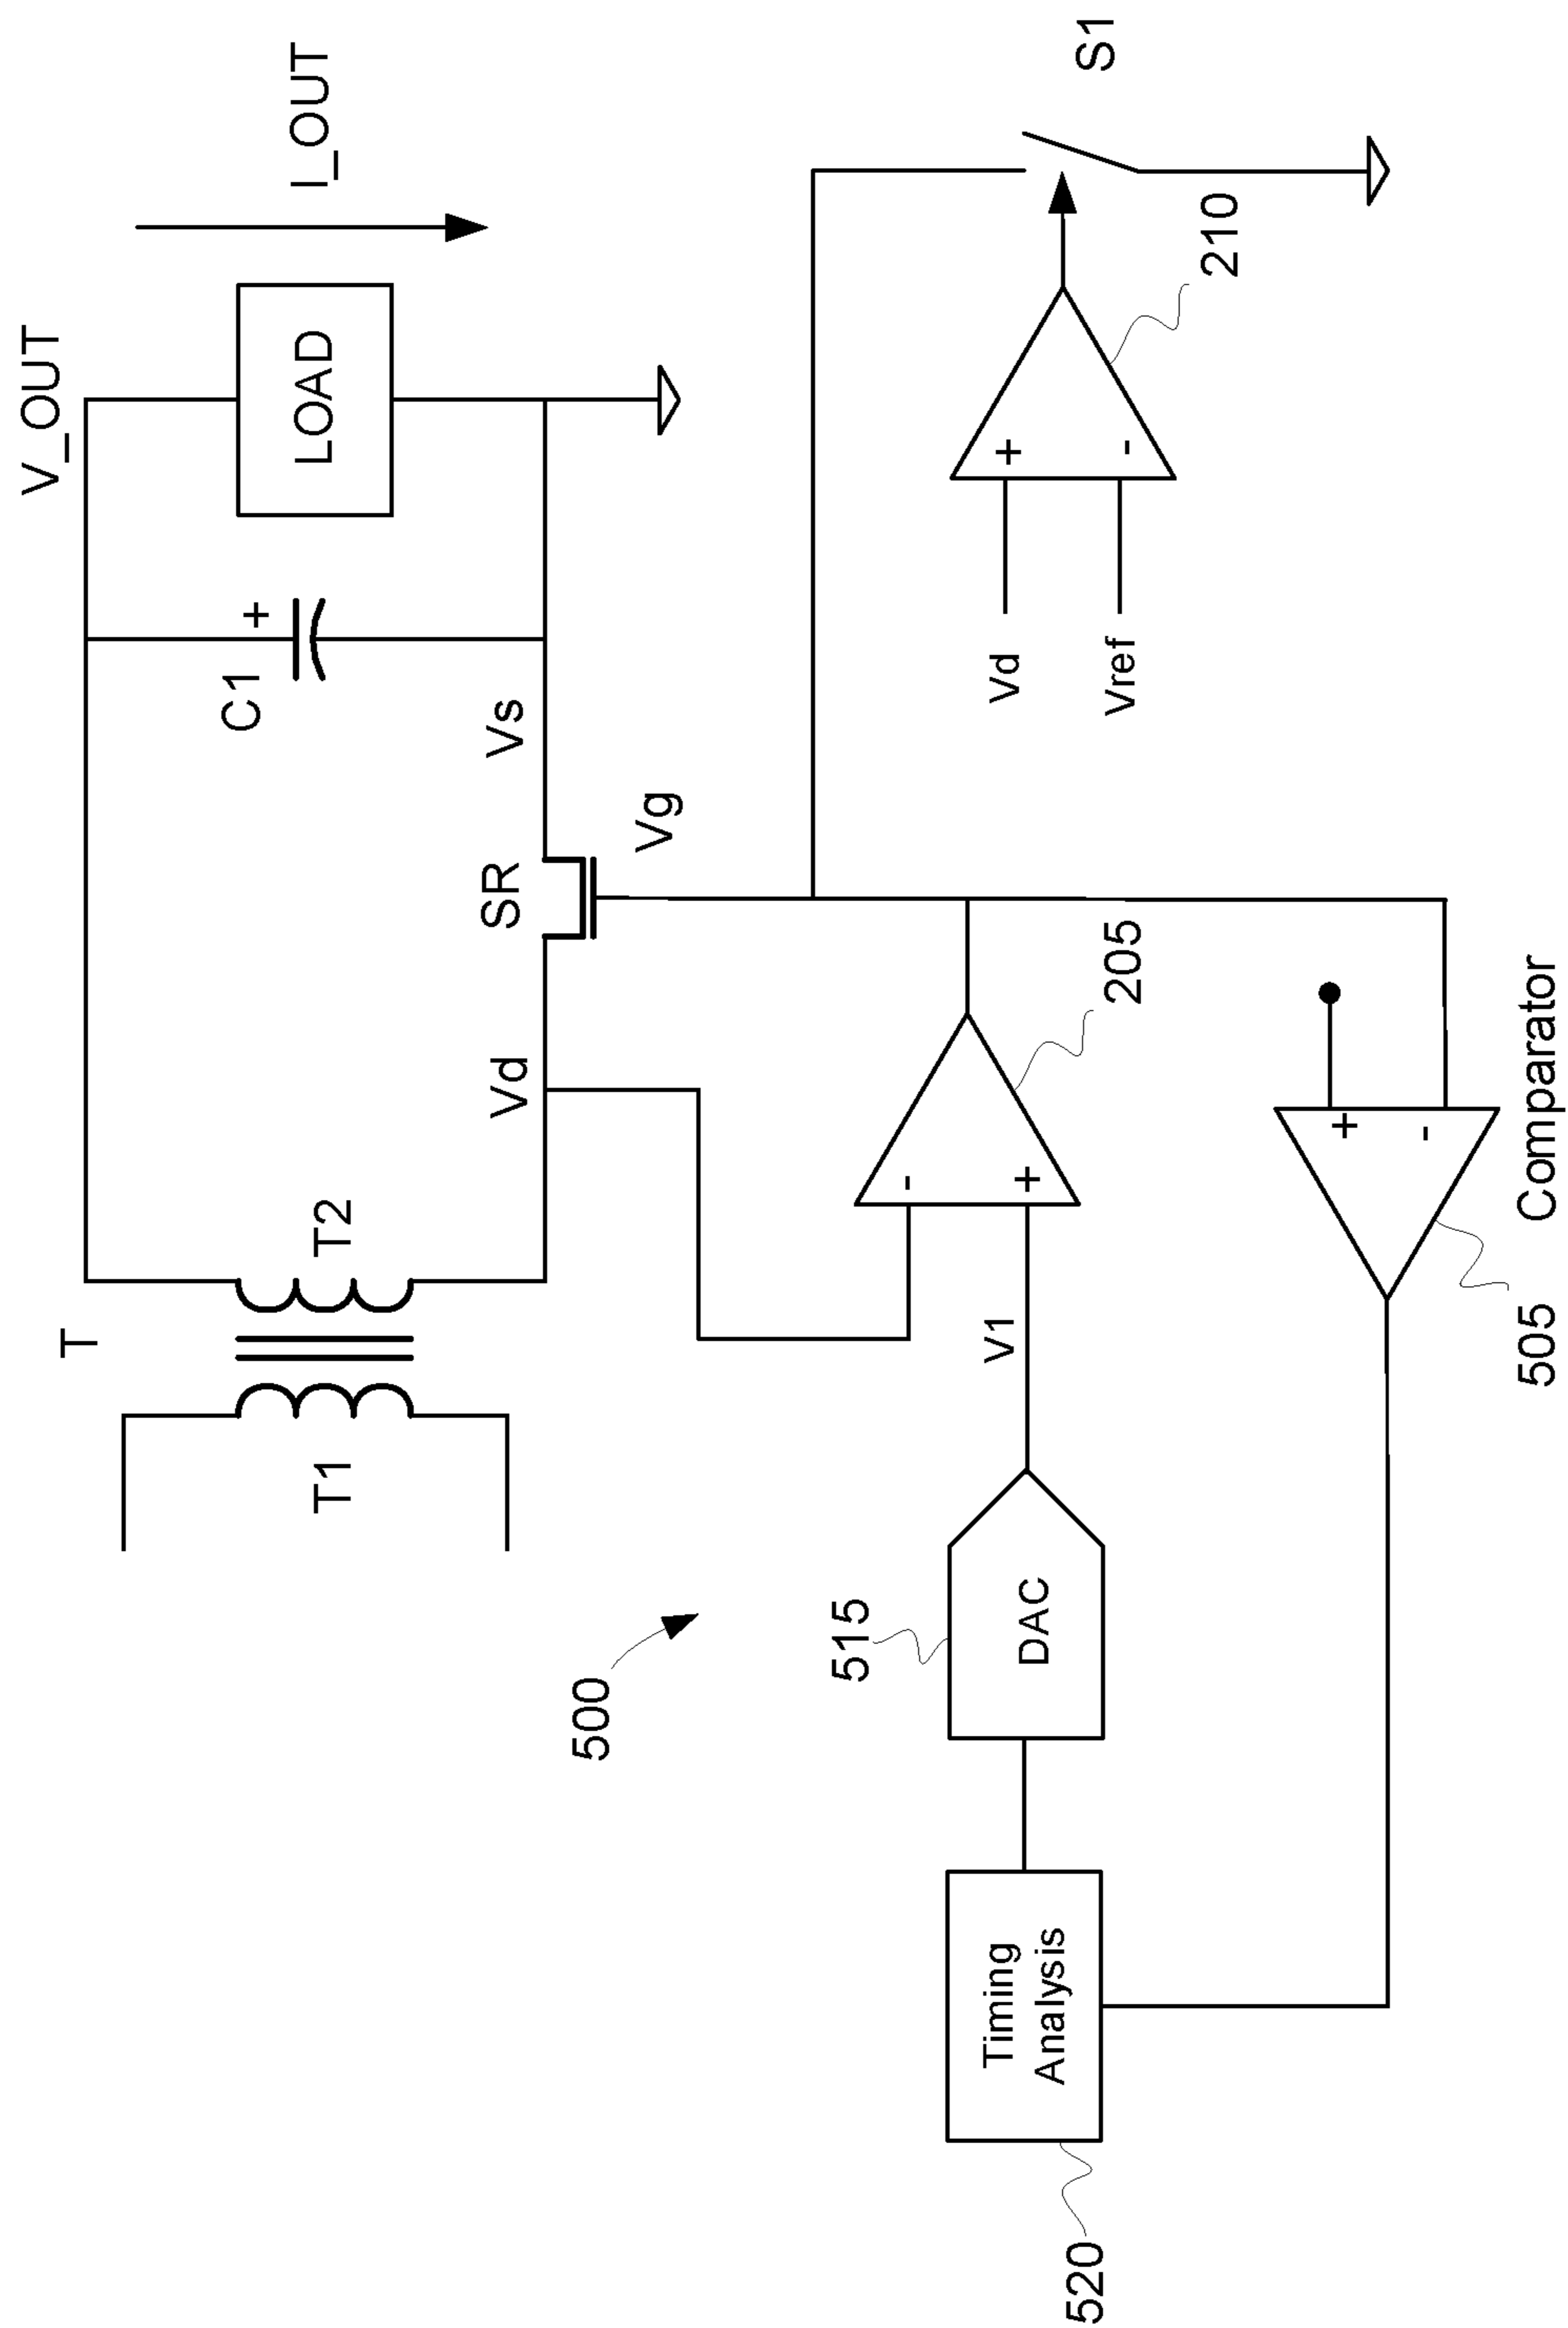 V_OUT
I_OUT
T
T1
T2
C1
+
LOAD
Vd
SR
Vs
Vg
500
515
DAC
V1
-
+
205
Vd
Vref
+
-
210
S1
520
Timing
Analysis
+
-
505
Comparator